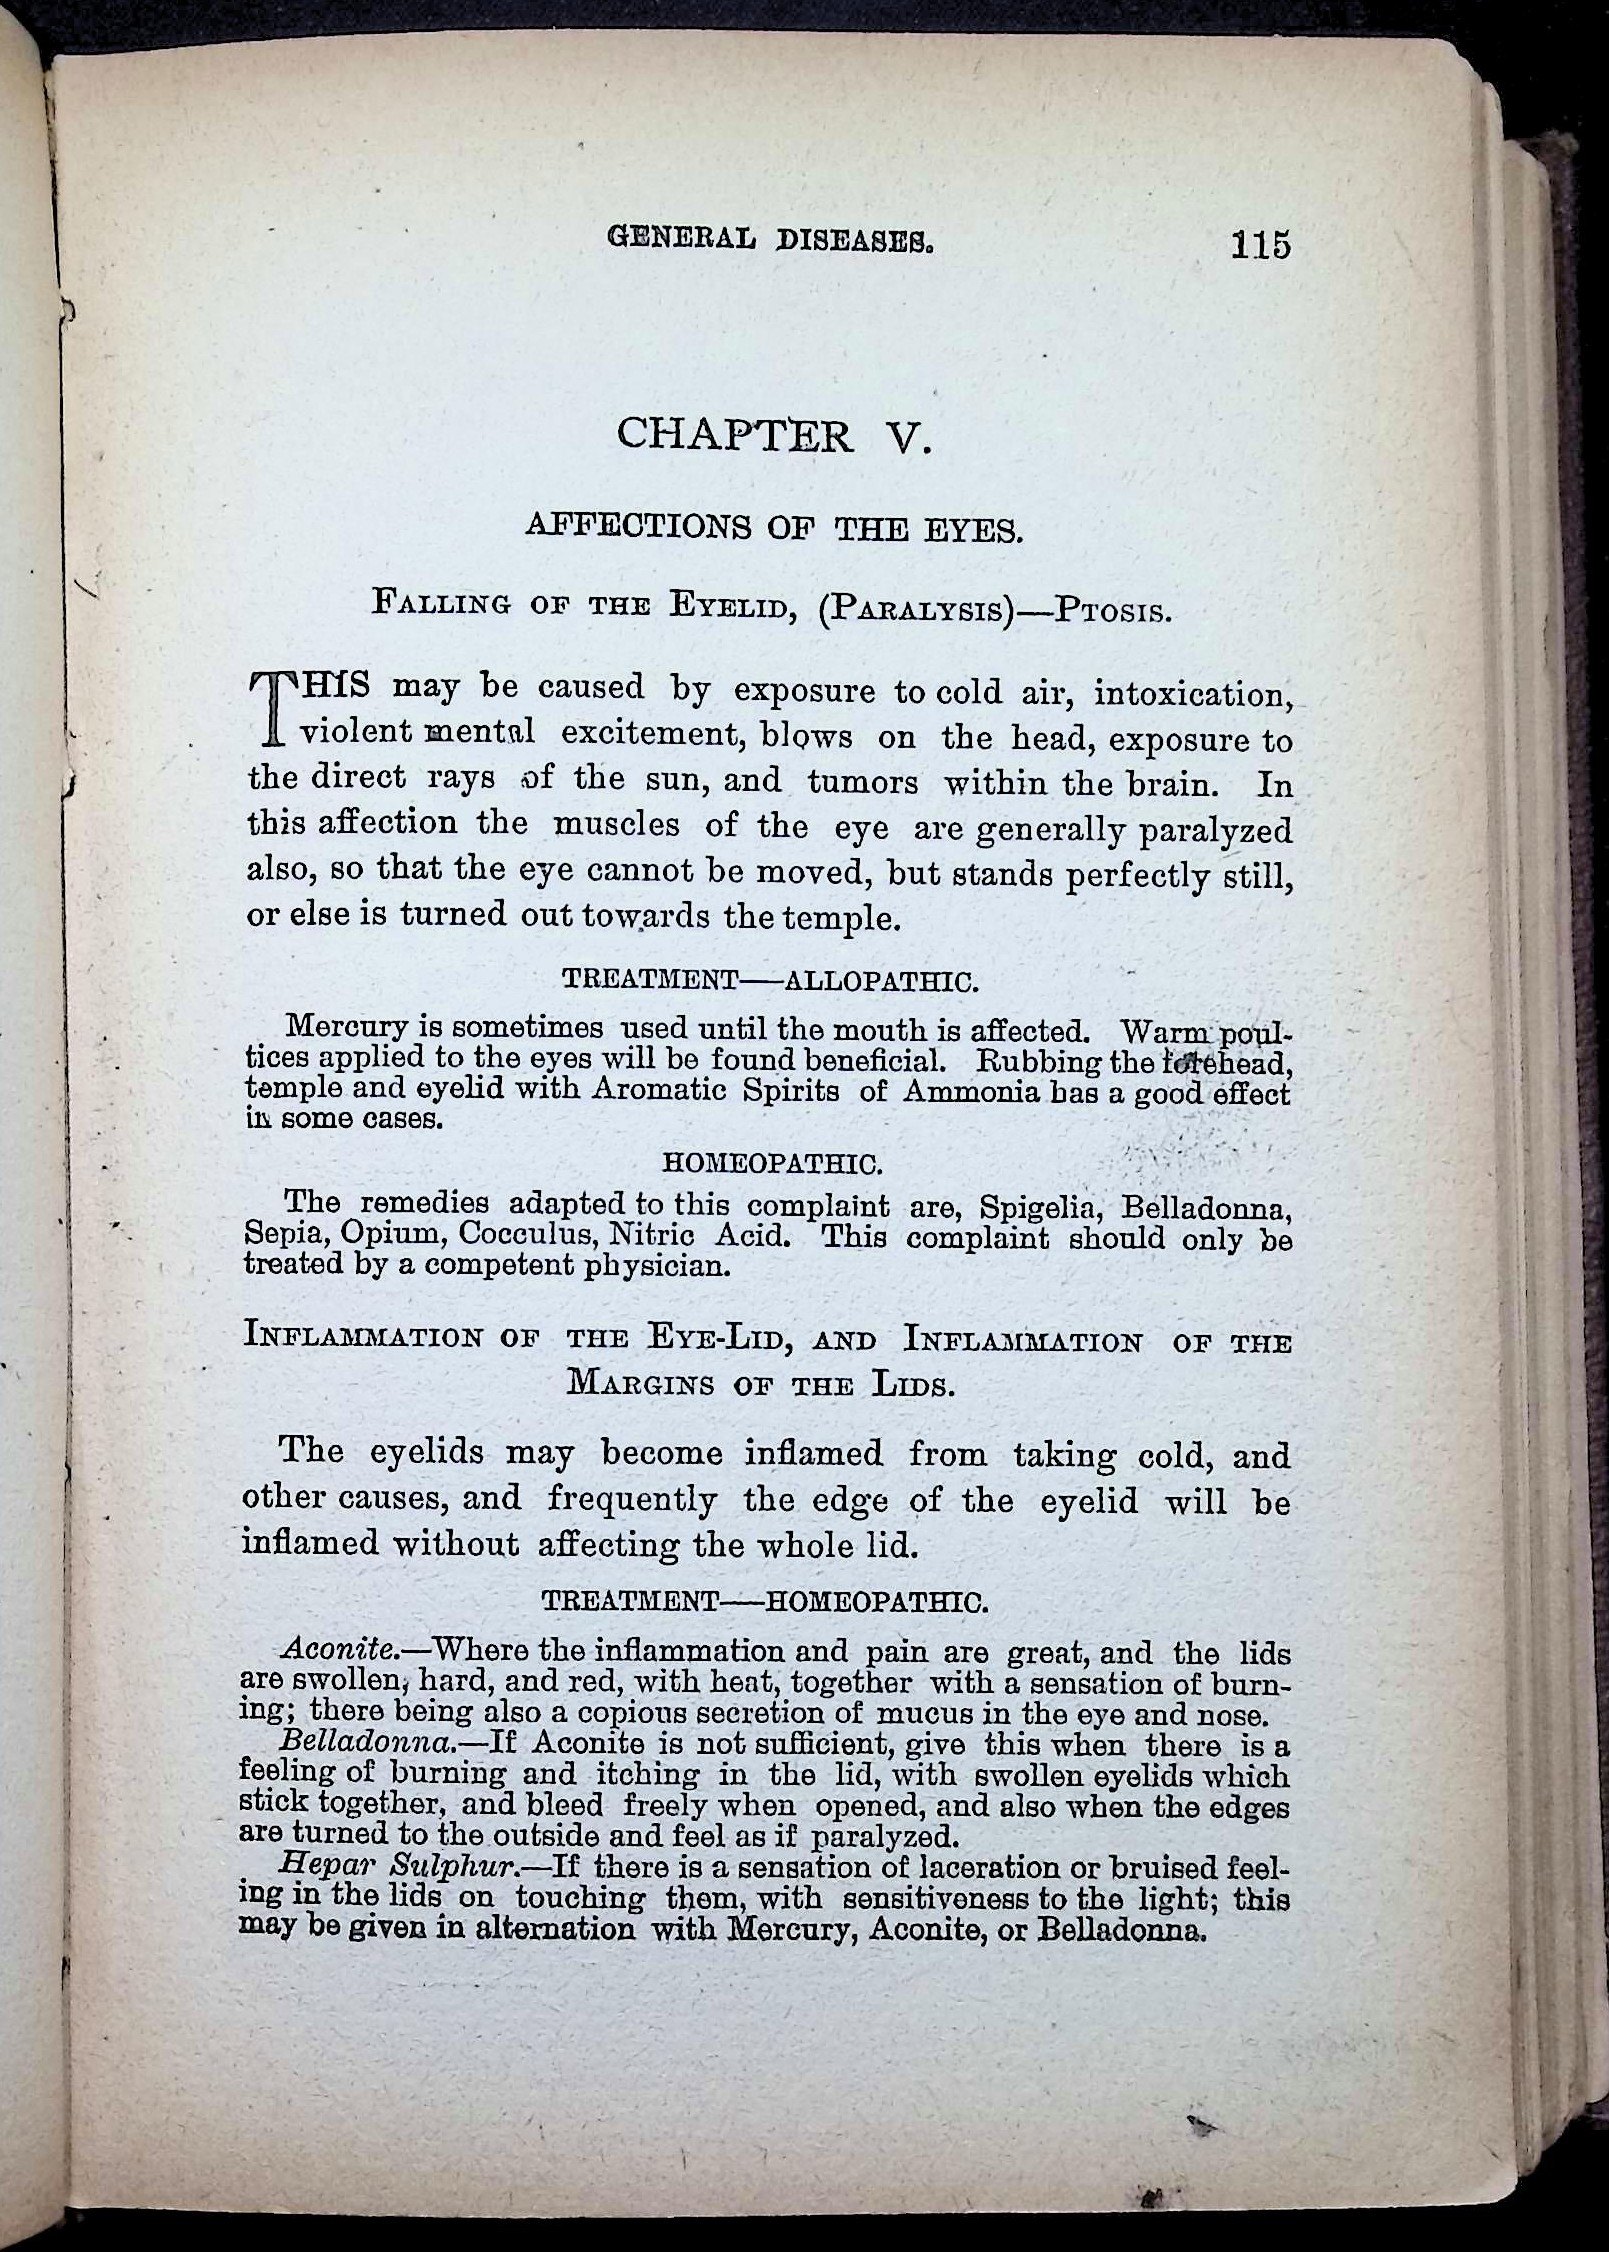 GENERAL DISEASES. 115
CHAPTER V.
AFFECTIONS OF THE EYES.
FALLING OF THE EYELID, (PARALYSIS)—PTOSIS.
THIS may be caused by exposure to cold air, intoxication,
violent mental excitement, blows on the head, exposure to
the direct rays of the sun, and tumors within the brain. In
this affection the muscles of the eye are generally paralyzed
also, so that the eye cannot be moved, but stands perfectly still,
or else is turned out towards the temple.
TREATMENT—ALLOPATHIC.
Mercury is sometimes used until the mouth is affected. Warm poul-
tices applied to the eyes will be found beneficial. Rubbing the forehead,
temple and eyelid with Aromatic Spirits of Ammonia has a good effect
in some cases.
HOMEOPATHIC.
The remedies adapted to this complaint are, Spigelia, Belladonna,
Sepia, Opium, Cocculus, Nitric Acid. This complaint should only be
treated by a competent physician.
INFLAMMATION OF THE EYE-LID, AND INFLAMMATION OF THE
MARGINS OF THE LIDS.
The eyelids may become inflamed from taking cold, and
other causes, and frequently the edge of the eyelid will be
inflamed without affecting the whole lid.
TREATMENT—HOMEOPATHIC.
Aconite.—Where the inflammation and pain are great, and the lids
are swollen, hard, and red, with heat, together with a sensation of burn-
ing; there being also a copious secretion of mucus in the eye and nose.
Belladonna.—If Aconite is not sufficient, give this when there is a
feeling of burning and itching in the lid, with swollen eyelids which
stick together, and bleed freely when opened, and also when the edges
are turned to the outside and feel as if paralyzed.
Hepar Sulphur.—If there is a sensation of laceration or bruised feel-
ing in the lids on touching them, with sensitiveness to the light; this
may be given in alternation with Mercury, Aconite, or Belladonna.